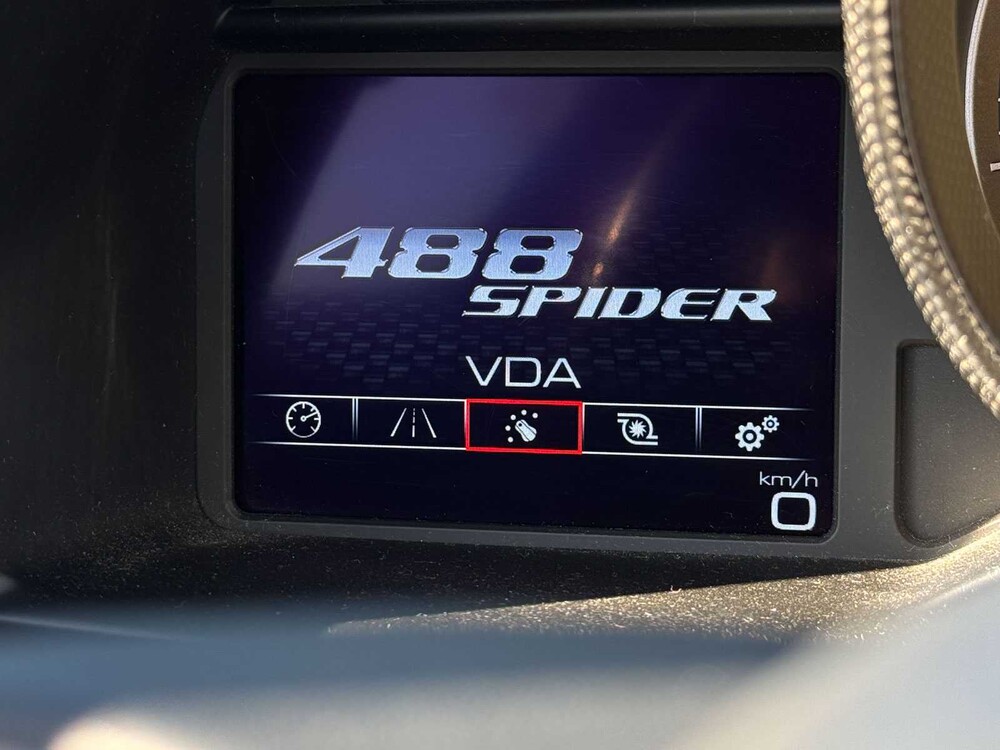 488
SPIDER
VDA
km/h
0